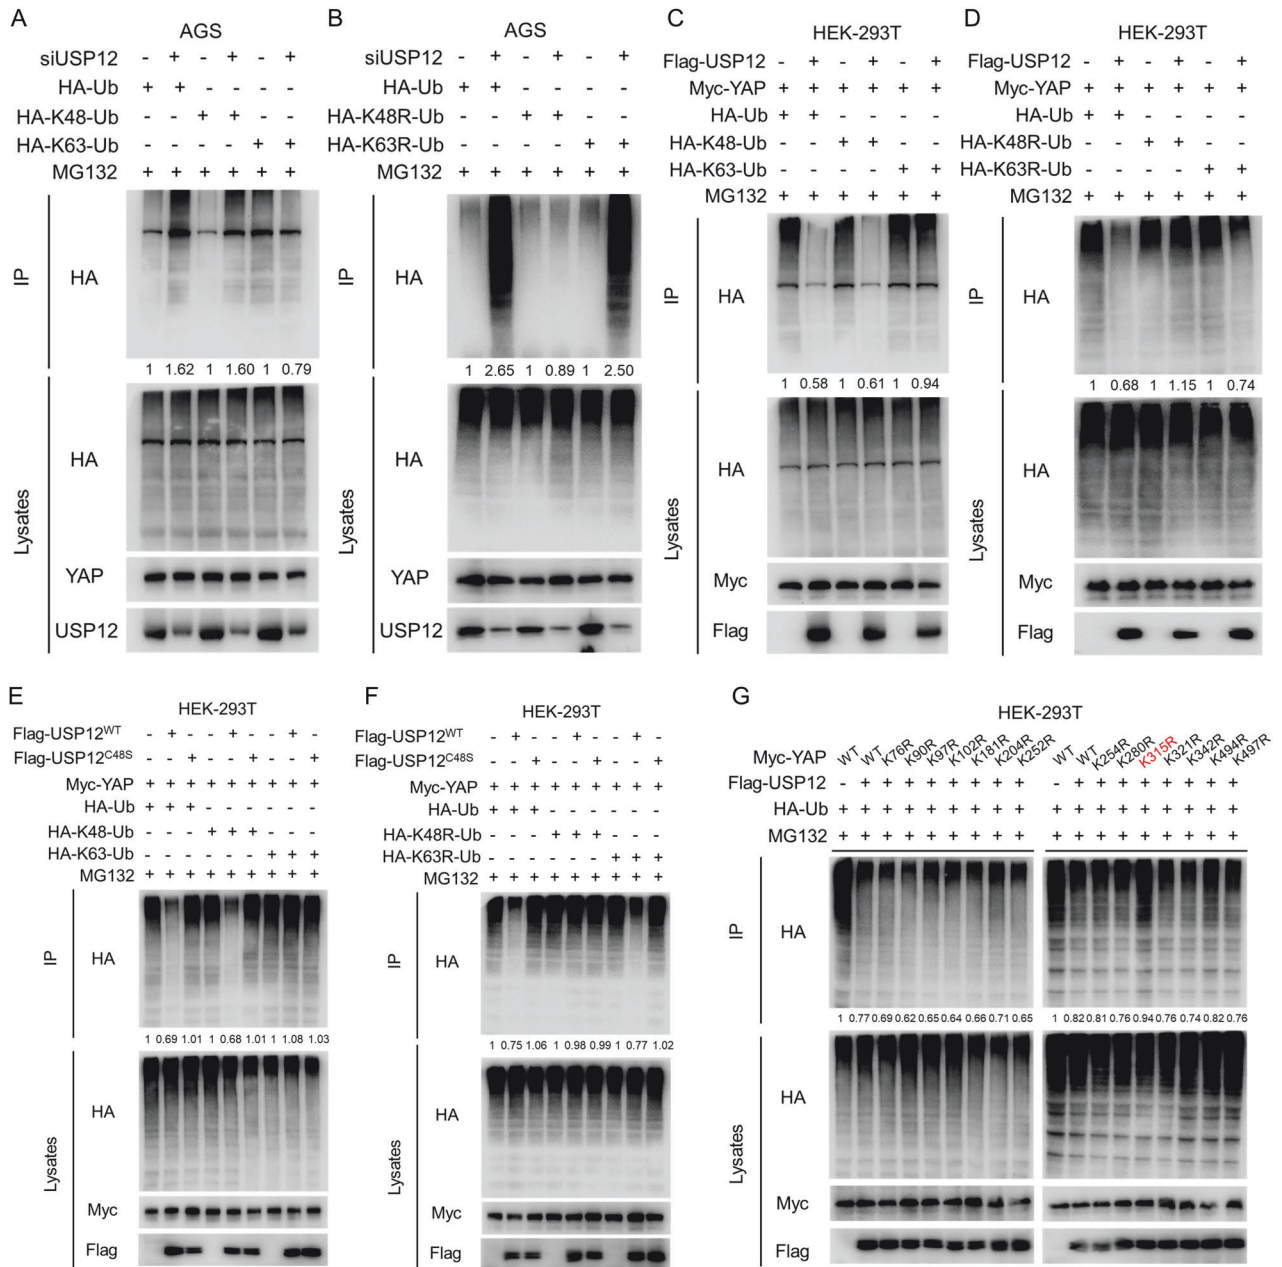 A
AGS
siUSP12 - + - + - +
HA-Ub + + - - - -
HA-K48-Ub - - + + - -
HA-K63-Ub - - - - + +
MG132 + + + + + +
IP
HA
1 1.62 1 1.60 1 0.79
Lysates
HA
YAP
USP12
B
AGS
siUSP12 - + - + - +
HA-Ub + + - - - -
HA-K48R-Ub - - + + - -
HA-K63R-Ub - - - - + +
MG132 + + + + + +
IP
HA
1 2.65 1 0.89 1 2.50
Lysates
HA
YAP
USP12
C
HEK-293T
Flag-USP12 - + - + - +
Myc-YAP + + + + + +
HA-Ub + + - - - -
HA-K48-Ub - - + + - -
HA-K63-Ub - - - - + +
MG132 + + + + + +
IP
HA
1 0.58 1 0.61 1 0.94
Lysates
HA
Myc
Flag
D
HEK-293T
Flag-USP12 - + - + - +
Myc-YAP + + + + + +
HA-Ub + + - - - -
HA-K48R-Ub - - + + - -
HA-K63R-Ub - - - - + +
MG132 + + + + + +
IP
HA
1 0.68 1 1.15 1 0.74
Lysates
HA
Myc
Flag
E
HEK-293T
Flag-USP12WT - + - - + - - + -
Flag-USP12C48S - - + - - + - - +
Myc-YAP + + + + + + + + +
HA-Ub + + + - - - - - -
HA-K48-Ub - - - + + + - - -
HA-K63-Ub - - - - - - + + +
MG132 + + + + + + + + +
IP
HA
1 0.69 1.01 1 0.68 1.01 1 1.08 1.03
Lysates
HA
Myc
Flag
F
HEK-293T
Flag-USP12WT - + - - + - - + -
Flag-USP12C48S - - + - - + - - +
Myc-YAP + + + + + + + + +
HA-Ub + + + - - - - - -
HA-K48R-Ub - - - + + + - - -
HA-K63R-Ub - - - - - - + + +
MG132 + + + + + + + + +
IP
HA
1 0.75 1.06 1 0.98 0.99 1 0.77 1.02
Lysates
HA
Myc
Flag
G
HEK-293T
Myc-YAP WT WT K76R K90R K97R K102R K181R K204R K252R WT WT K254R K280R K315R K321R K342R K494R K497R
Flag-USP12 - + + + + + + + + - + + + + + + + +
HA-Ub + + + + + + + + + + + + + + + + + +
MG132 + + + + + + + + + + + + + + + + + +
IP
HA
1 0.77 0.69 0.62 0.65 0.64 0.66 0.71 0.65 1 0.82 0.81 0.76 0.94 0.76 0.74 0.82 0.76
Lysates
HA
Myc
Flag